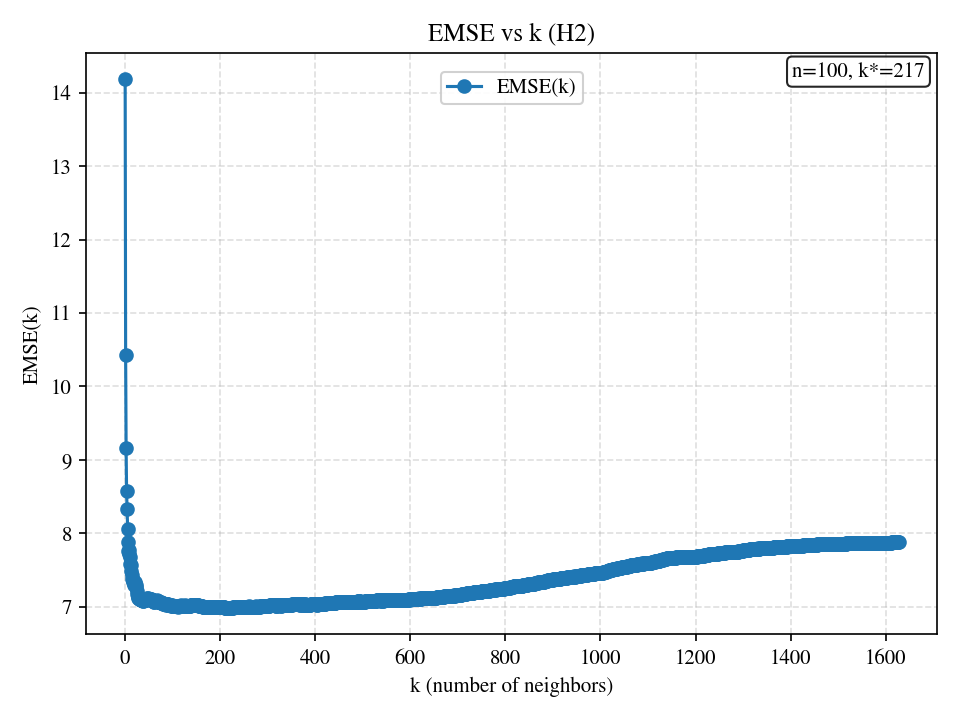 EMSE vs k (H2)
n=100, k*=217
EMSE(k)
EMSE(k)
14
13
12
11
10
9
8
7
0 200 400 600 800 1000 1200 1400 1600
k (number of neighbors)